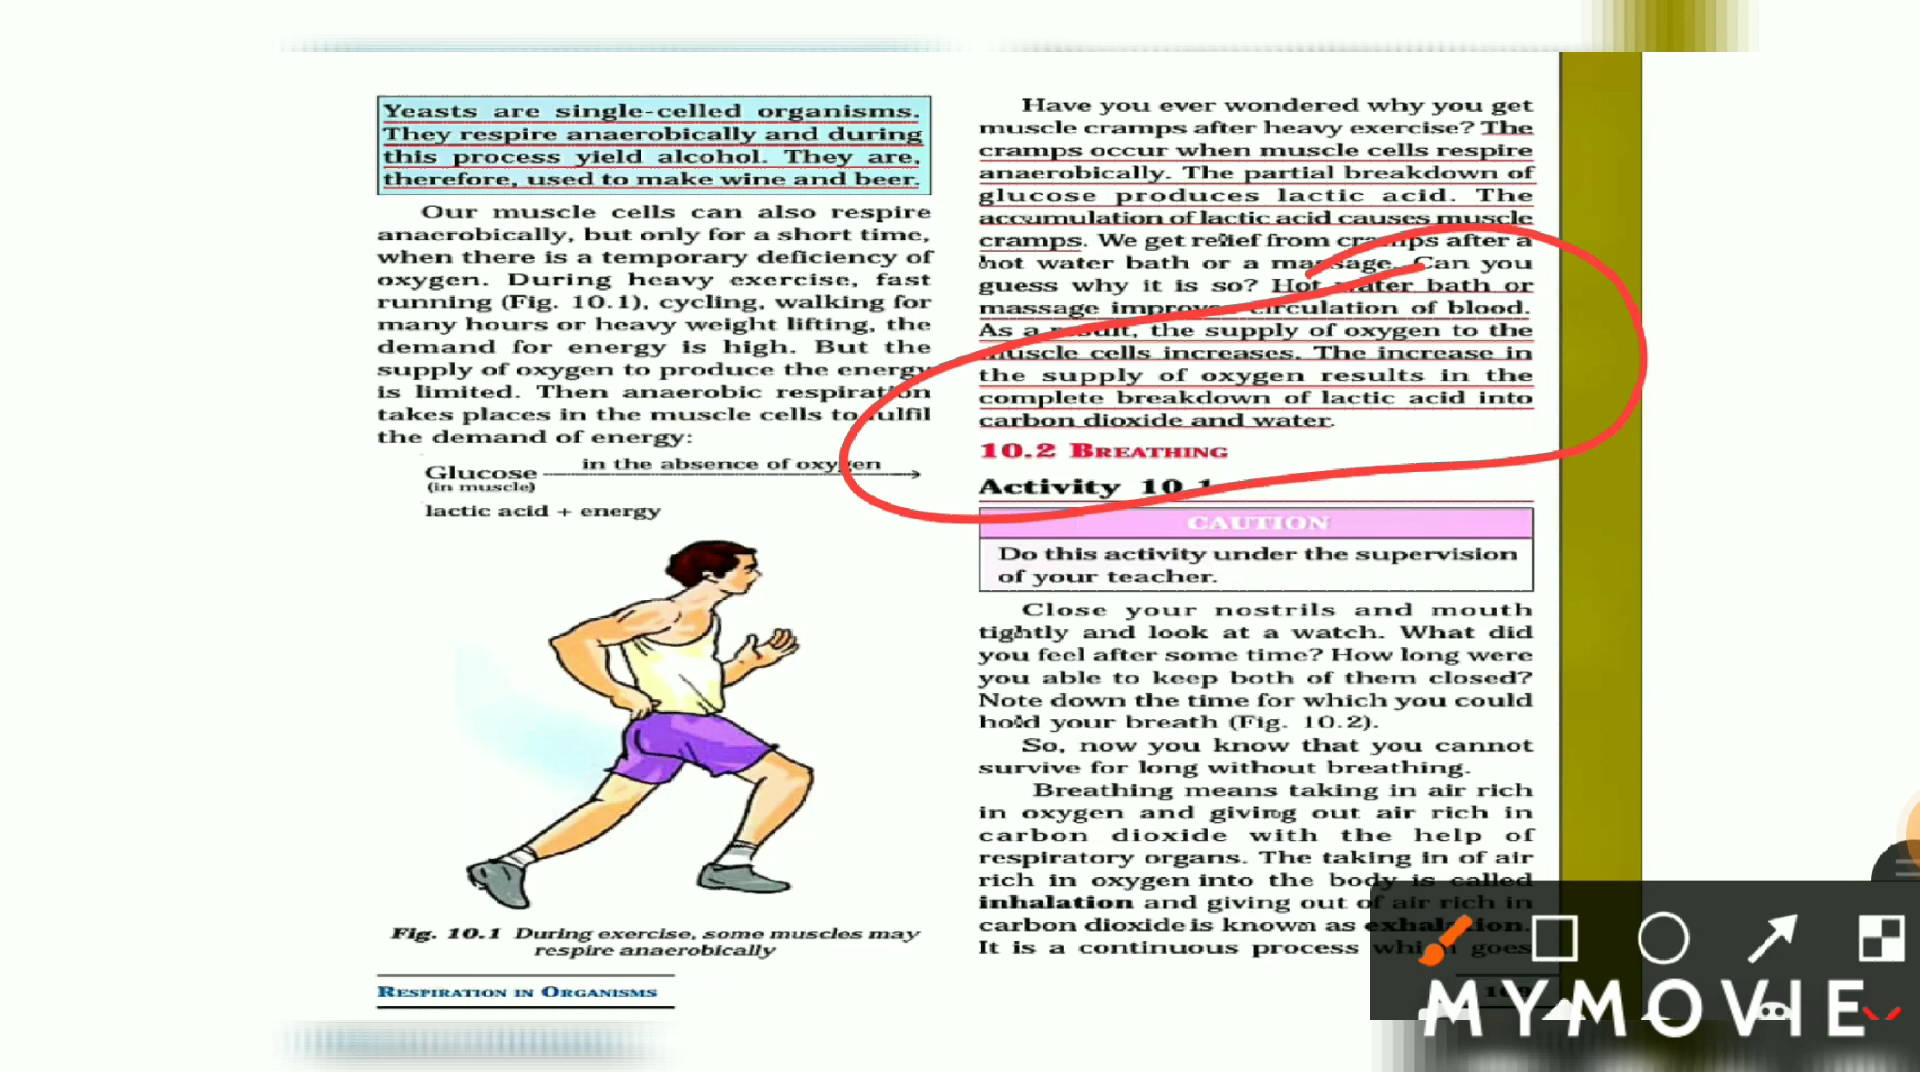 Yeasts are single-celled organisms.
They respire anaerobically and during
this process yield alcohol. They are,
therefore, used to make wine and beer.
Our muscle cells can also respire
anaerobically, but only for a short time,
when there is a temporary deficiency of
oxygen. During heavy exercise, fast
running (Fig. 10.1), cycling, walking for
many hours or heavy weight lifting, the
demand for energy is high. But the
supply of oxygen to produce the energy
is limited. Then anaerobic respiration
takes places in the muscle cells to fulfil
the demand of energy:
in the absence of oxygen
Glucose
(in muscle)
lactic acid + energy
Fig. 10.1 During exercise, some muscles may
respire anaerobically
RESPIRATION IN ORGANISMS
Have you ever wondered why you get
muscle cramps after heavy exercise? The
cramps occur when muscle cells respire
anaerobically. The partial breakdown of
glucose produces lactic acid. The
accumulation of lactic acid causes muscle
cramps. We get relief from cramps after a
hot water bath or a massage. Can you
guess why it is so? Hot water bath or
massage improves circulation of blood.
As a result, the supply of oxygen to the
muscle cells increases. The increase in
the supply of oxygen results in the
complete breakdown of lactic acid into
carbon dioxide and water.
10.2 BREATHING
Activity 10.1
CAUTION
Do this activity under the supervision
of your teacher.
Close your nostrils and mouth
tightly and look at a watch. What did
you feel after some time? How long were
you able to keep both of them closed?
Note down the time for which you could
hold your breath (Fig. 10.2).
So, now you know that you cannot
survive for long without breathing.
Breathing means taking in air rich
in oxygen and giving out air rich in
carbon dioxide with the help of
respiratory organs. The taking in of air
rich in oxygen into the body is called
inhalation and giving out of air rich in
carbon dioxide is known as exhalation.
It is a continuous process which goes
MYMOVIE